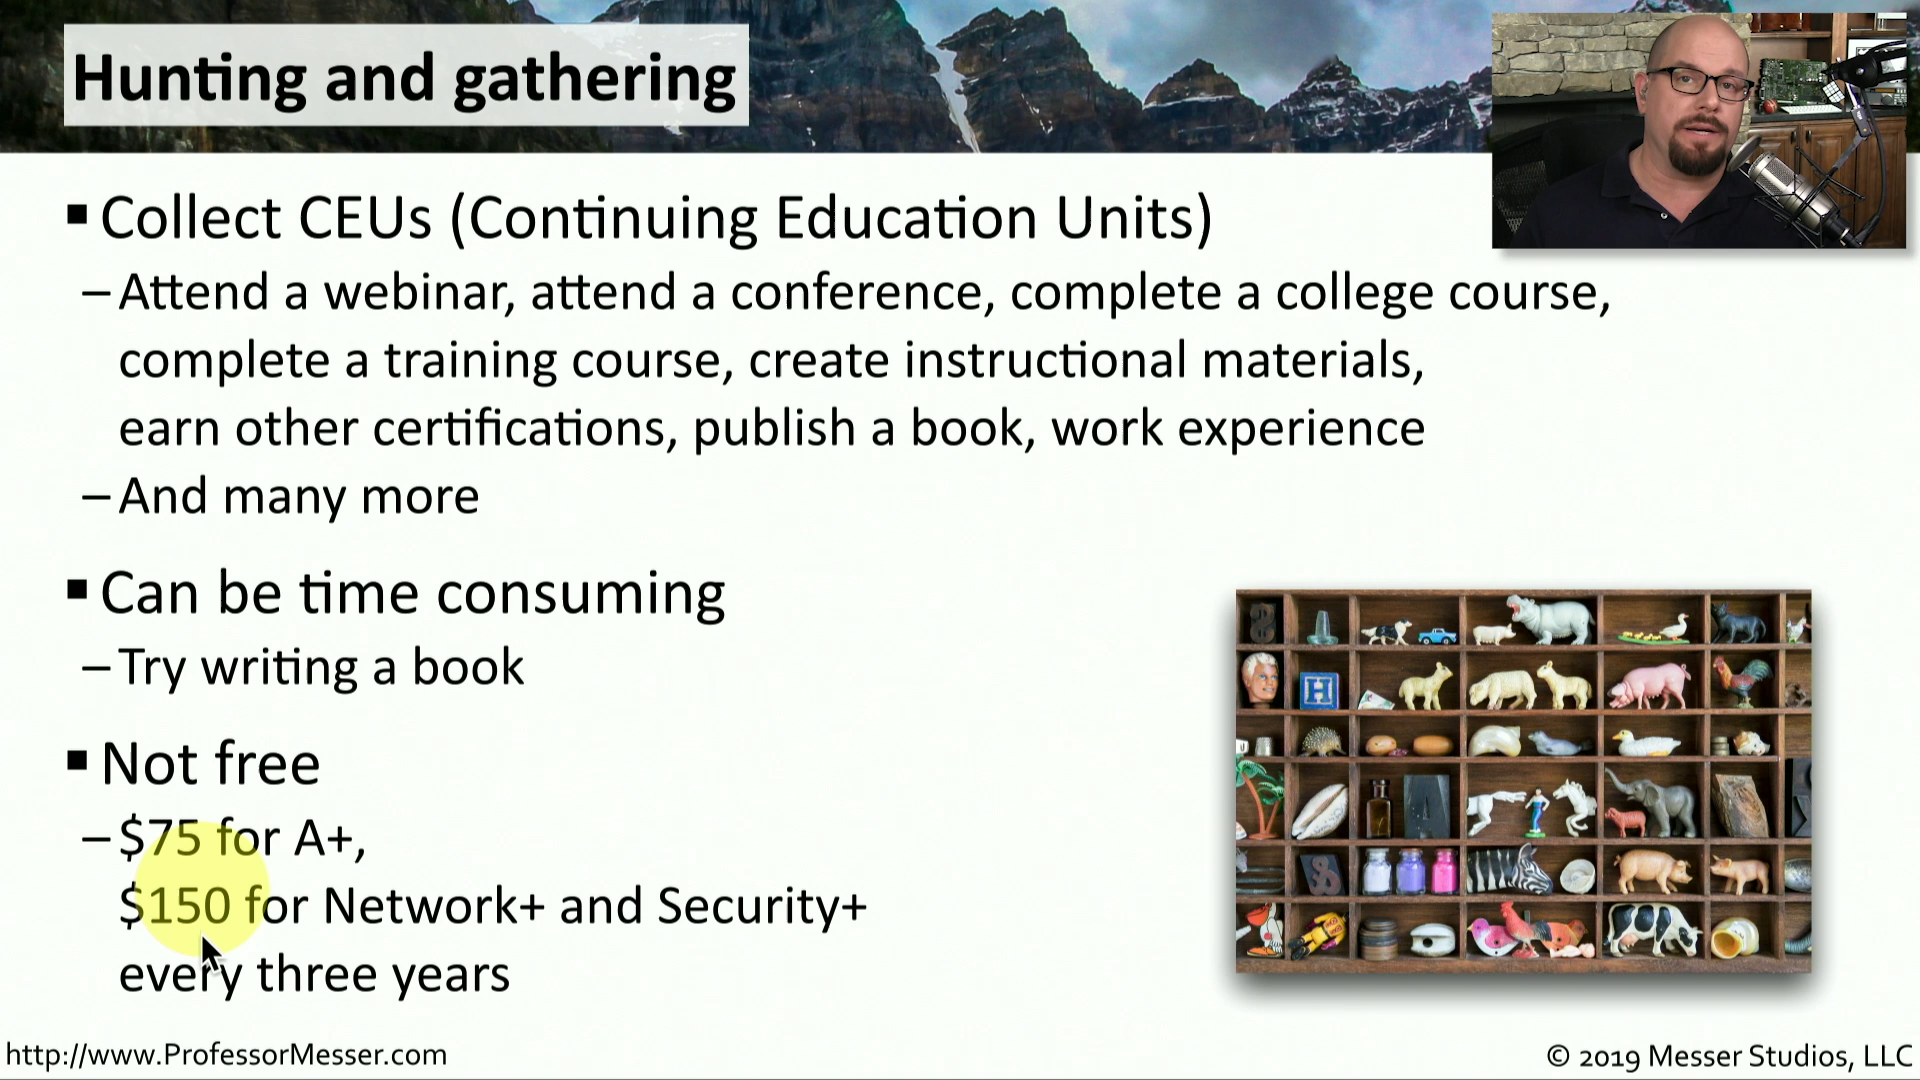 Hunting and gathering
▪ Collect CEUs (Continuing Education Units)
– Attend a webinar, attend a conference, complete a college course,
complete a training course, create instructional materials,
earn other certifications, publish a book, work experience
– And many more
▪ Can be time consuming
– Try writing a book
▪ Not free
– $75 for A+,
$150 for Network+ and Security+
every three years
H
A
http://www.ProfessorMesser.com
© 2019 Messer Studios, LLC